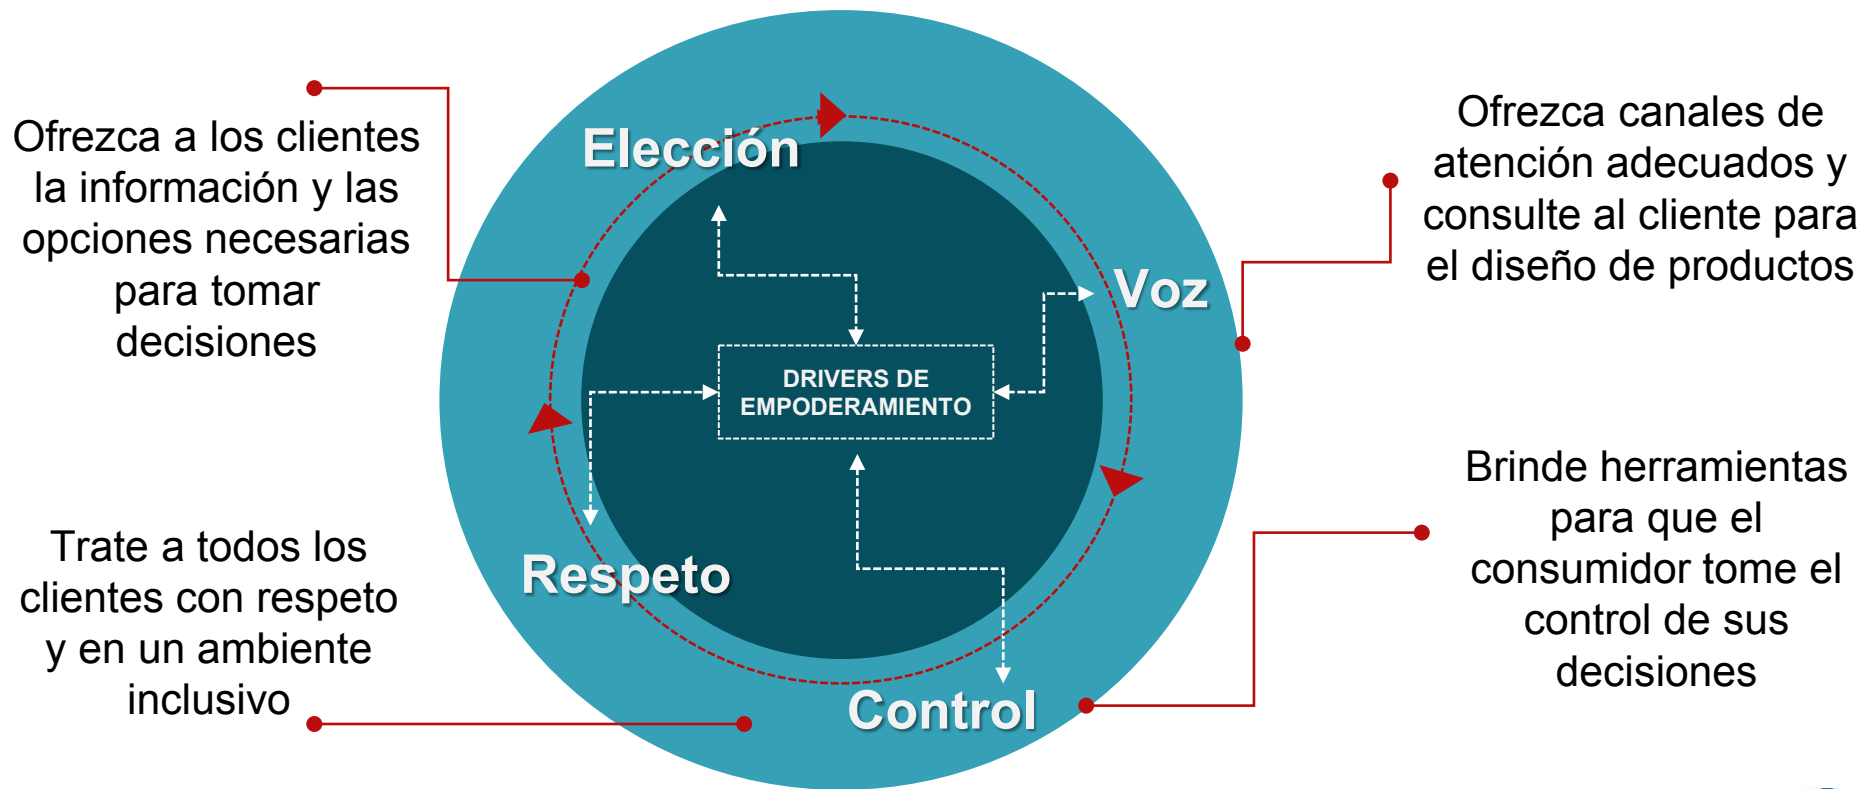 Ofrezca a los clientes
la información y las
opciones necesarias
para tomar
decisiones
Elección
Ofrezca canales de
atención adecuados y
consulte al cliente para
el diseño de productos
Voz
DRIVERS DE
EMPODERAMIENTO
Trate a todos los
clientes con respeto
y en un ambiente
inclusivo
Respeto
Control
Brinde herramientas
para que el
consumidor tome el
control de sus
decisiones